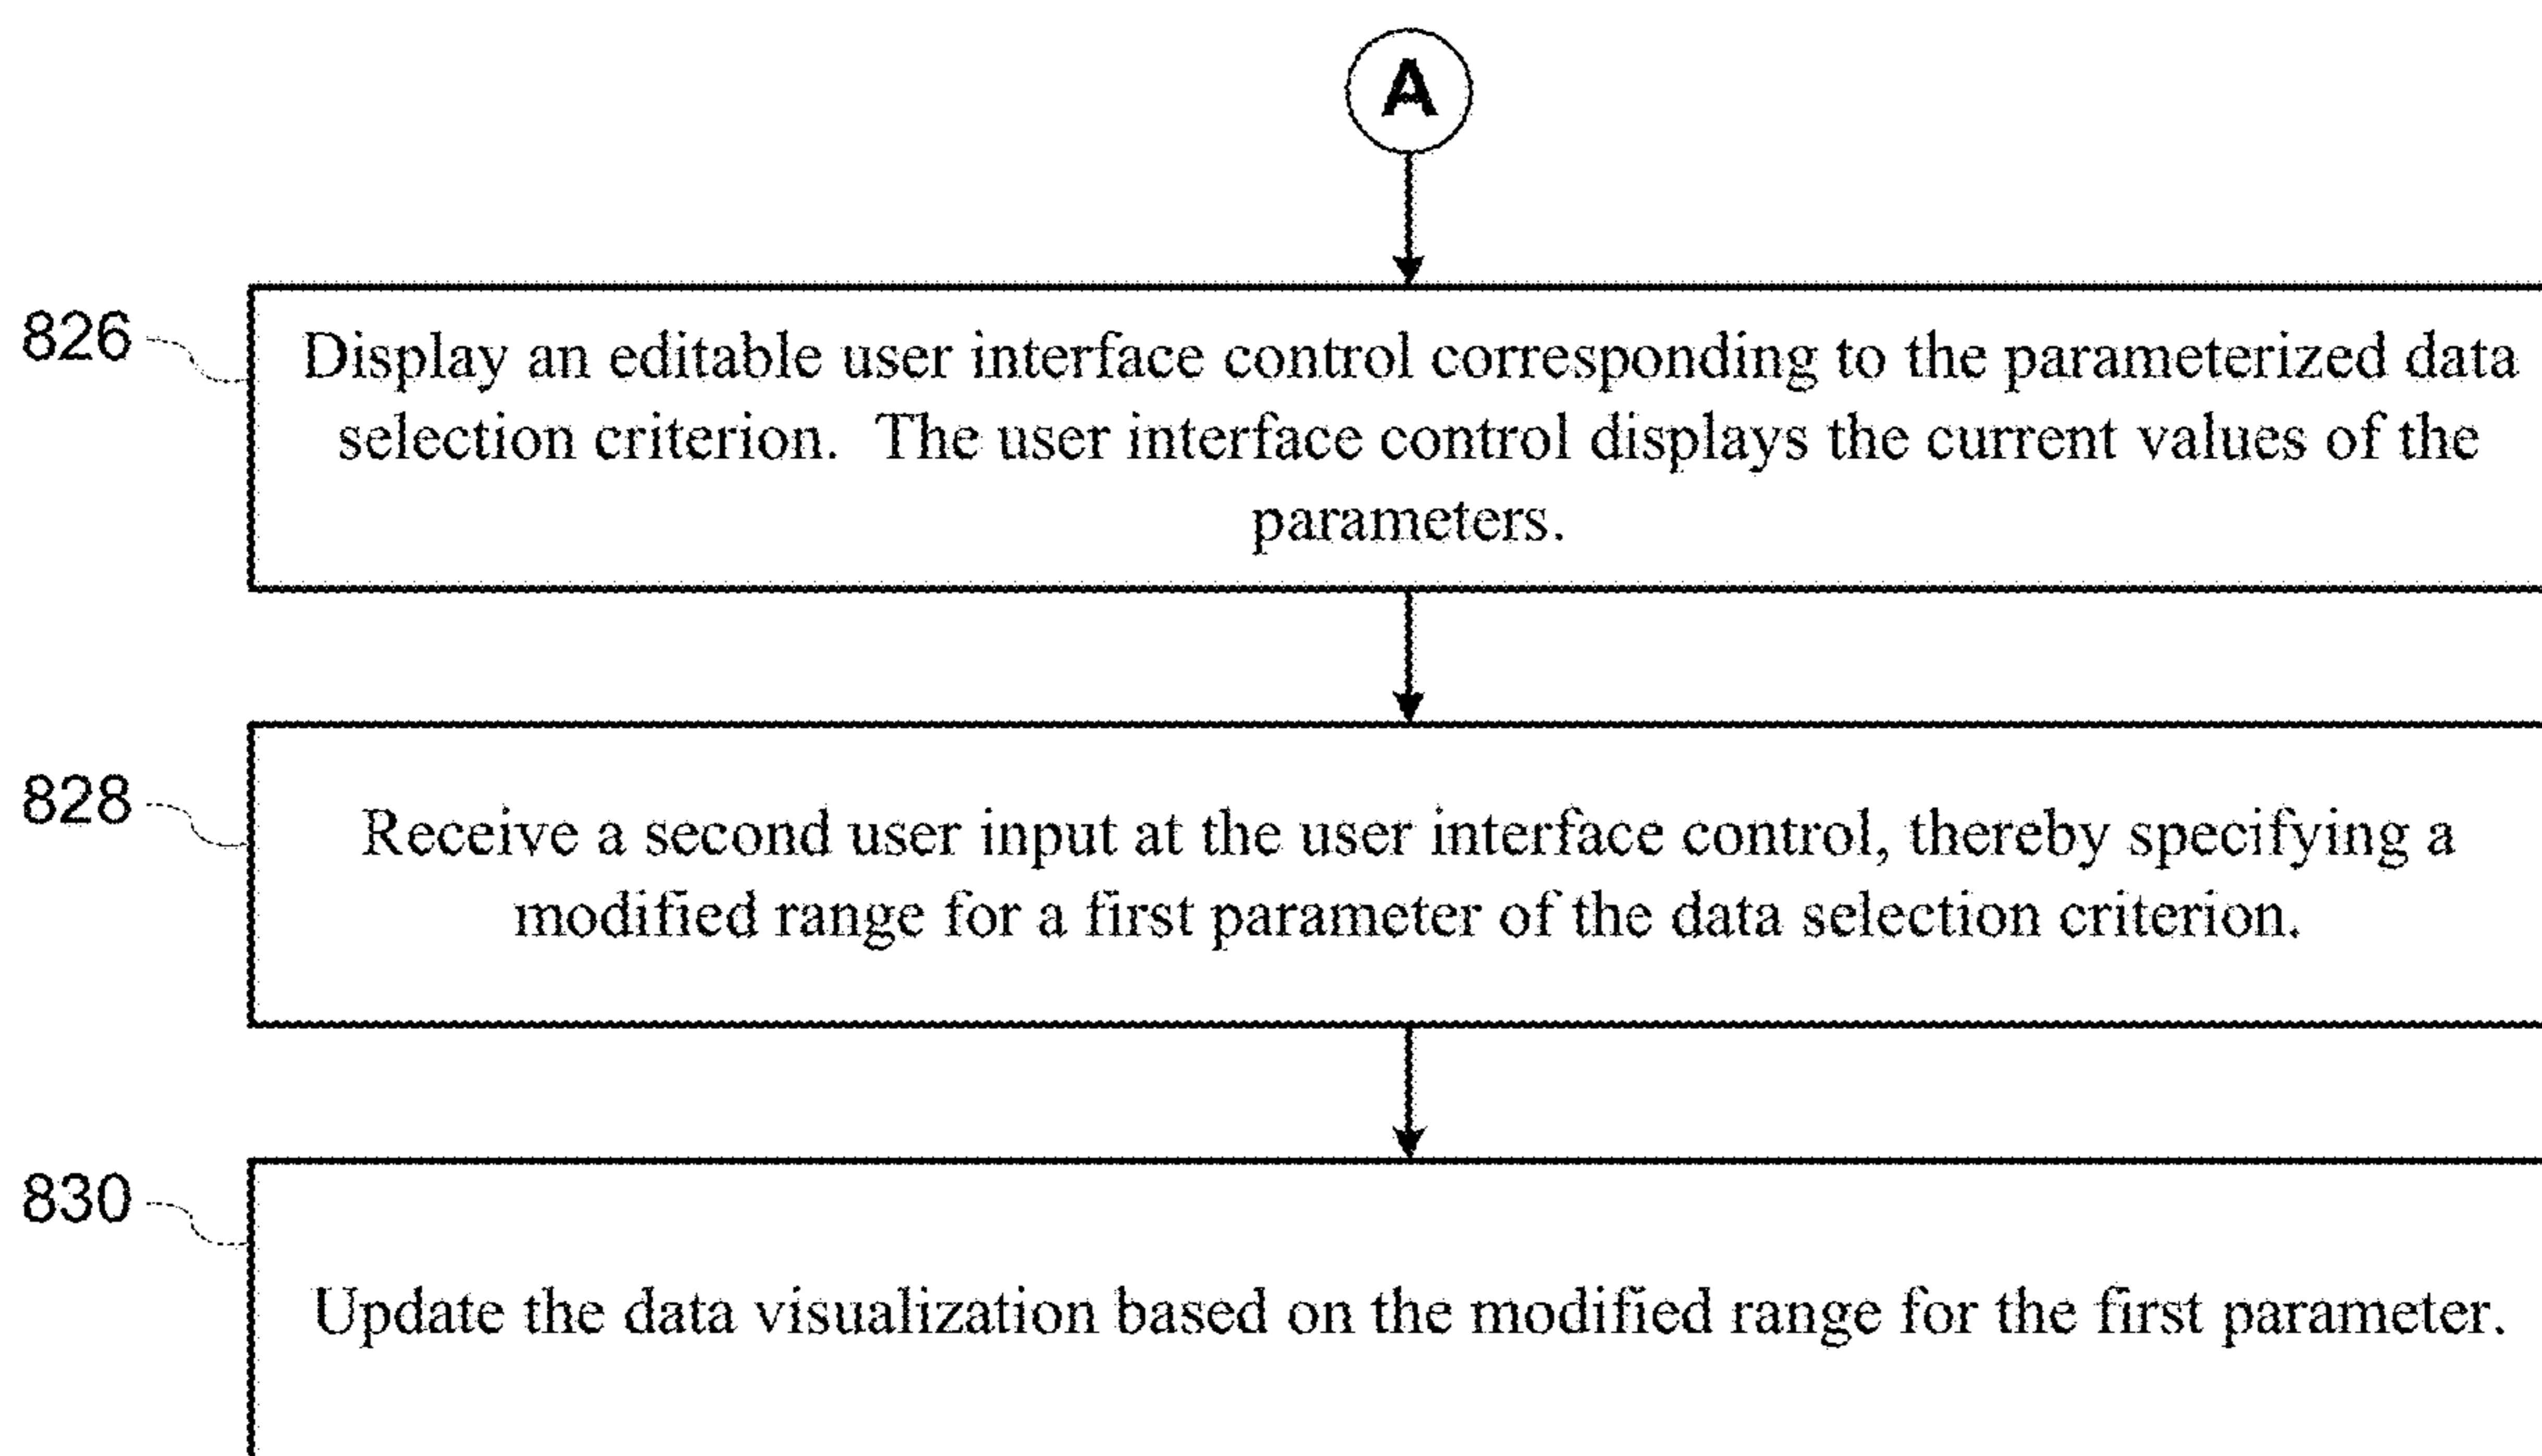 A
826
Display an editable user interface control corresponding to the parameterized data
selection criterion.  The user interface control displays the current values of the
parameters.
828
Receive a second user input at the user interface control, thereby specifying a
modified range for a first parameter of the data selection criterion.
830
Update the data visualization based on the modified range for the first parameter.